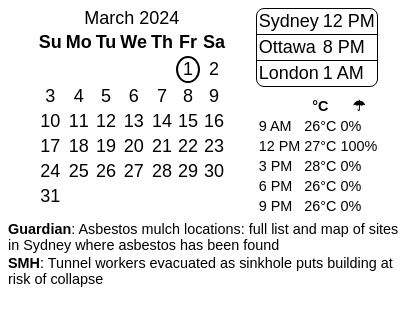 March 2024
Su Mo Tu We Th Fr Sa
1 2
3 4 5 6 7 8 9
10 11 12 13 14 15 16
17 18 19 20 21 22 23
24 25 26 27 28 29 30
31
Sydney 12 PM
Ottawa 8 PM
London 1 AM
°C ☂
9 AM 26°C 0%
12 PM 27°C 100%
3 PM 28°C 0%
6 PM 26°C 0%
9 PM 26°C 0%
Guardian: Asbestos mulch locations: full list and map of sites
in Sydney where asbestos has been found
SMH: Tunnel workers evacuated as sinkhole puts building at
risk of collapse